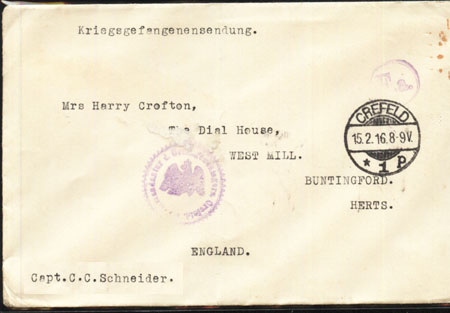 Kriegsgefangenensendung.
Mrs Harry Crofton,
The Dial House,
WEST MILL.
BUNTINGFORD.
HERTS.
ENGLAND.
Capt.C.C.Schneider.
CREFELD
15.2.16.8-9V.
* 1 p